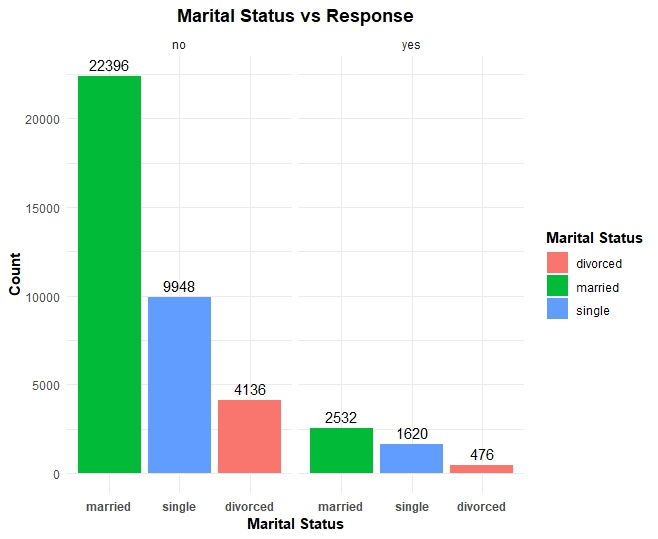 Marital Status vs Response
no
yes
22396
9948
4136
2532
1620
476
20000
15000
10000
5000
0
Count
married
single
divorced
married
single
divorced
Marital Status
Marital Status
divorced
married
single